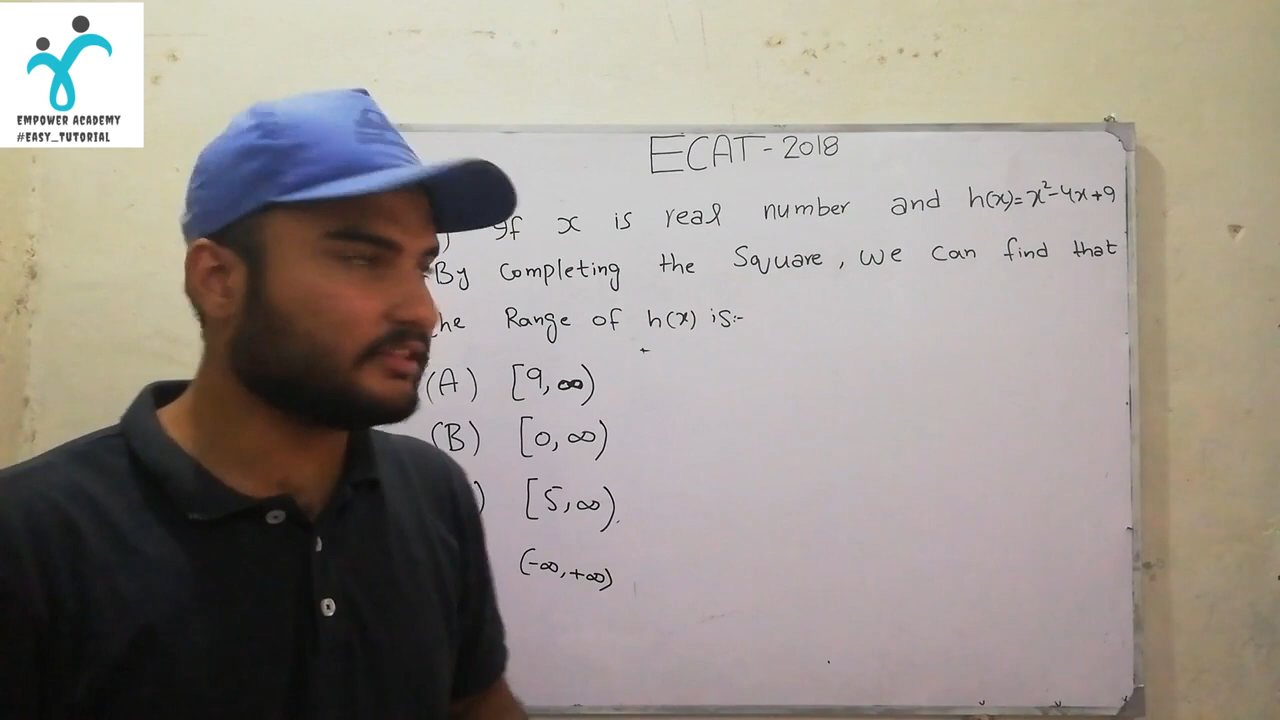 EMPOWER ACADEMY
#EASY_TUTORIAL
ECAT-2018
) If x is real number and h(x)=x²-4x+9
By Completing the Square, we can find that
he Range of h(x) is:-
(A) [9,∞)
(B) [0,∞)
) [5,∞)
(-∞,+∞)